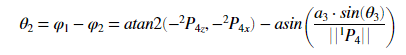 θ₂ = φ₁ − φ₂ = atan2(−²P₄z, −²P₄x) − asin(a₃ · sin(θ₃) / ||¹P₄||)